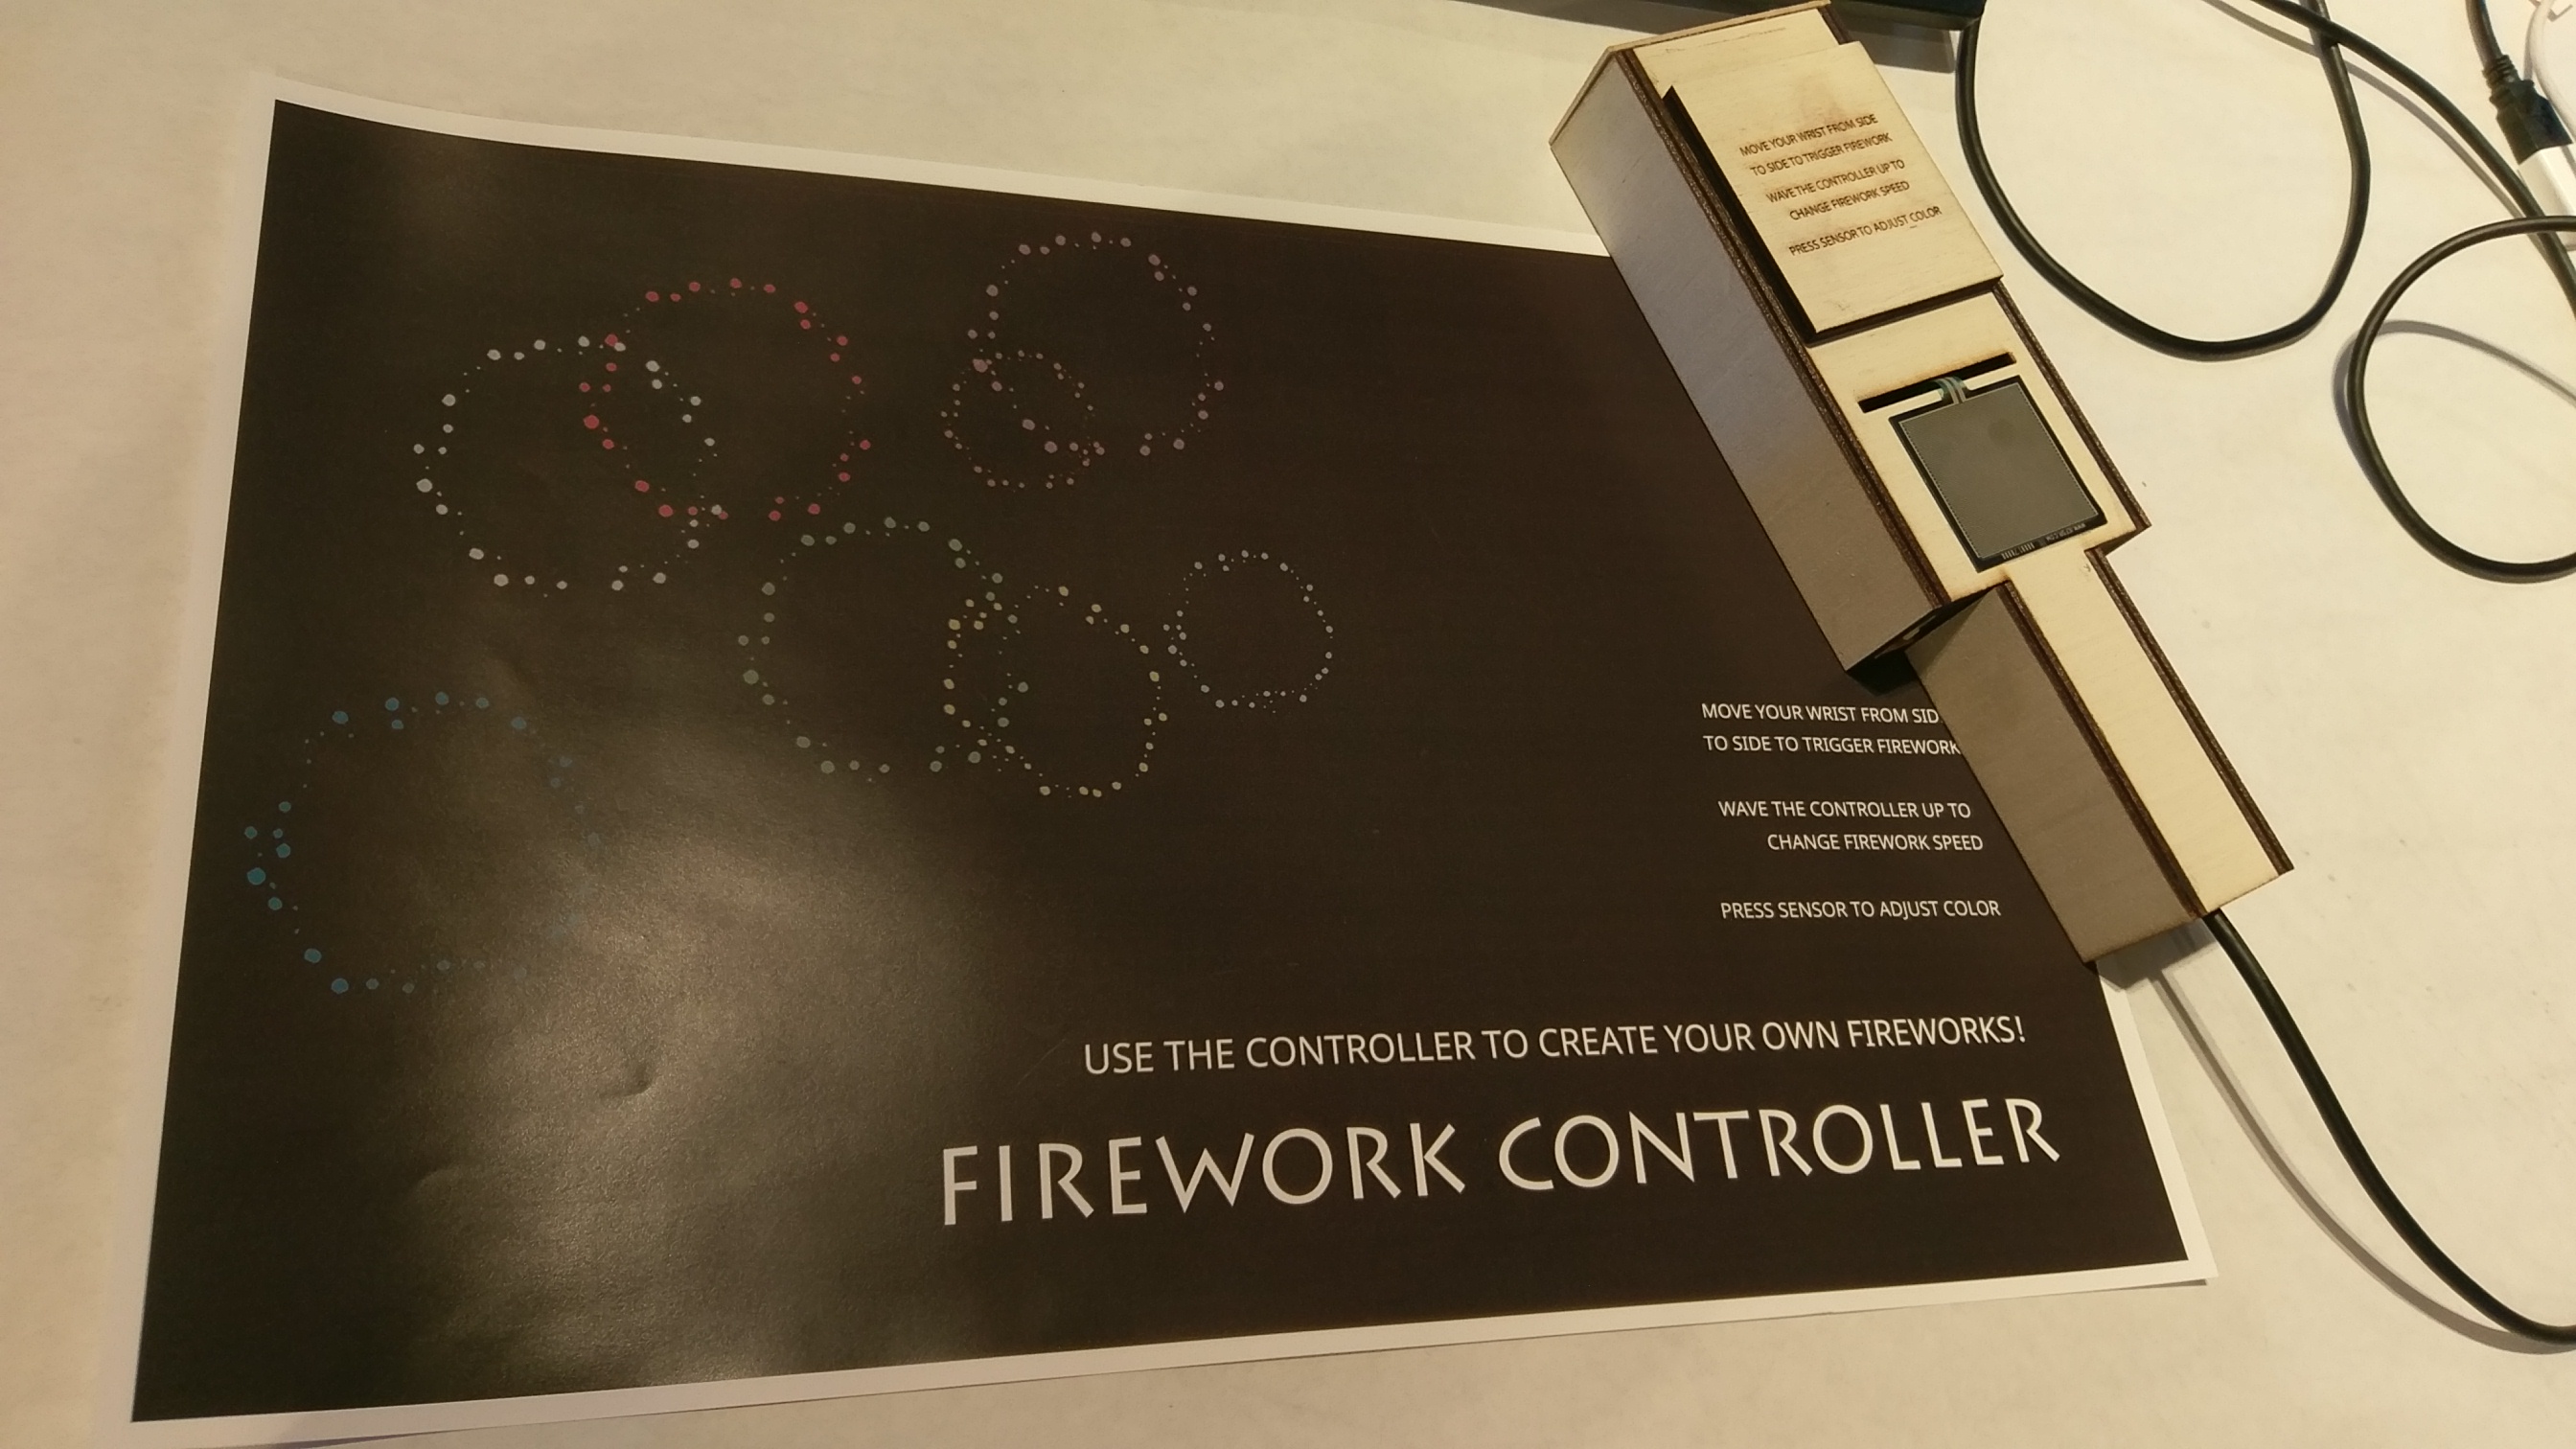 MOVE YOUR WRIST FROM SIDE
TO SIDE TO TRIGGER FIREWORK
WAVE THE CONTROLLER UP TO
CHANGE FIREWORK SPEED
PRESS SENSOR TO ADJUST COLOR
MOVE YOUR WRIST FROM SID
TO SIDE TO TRIGGER FIREWORK
WAVE THE CONTROLLER UP TO
CHANGE FIREWORK SPEED
PRESS SENSOR TO ADJUST COLOR
USE THE CONTROLLER TO CREATE YOUR OWN FIREWORKS!
FIREWORK CONTROLLER